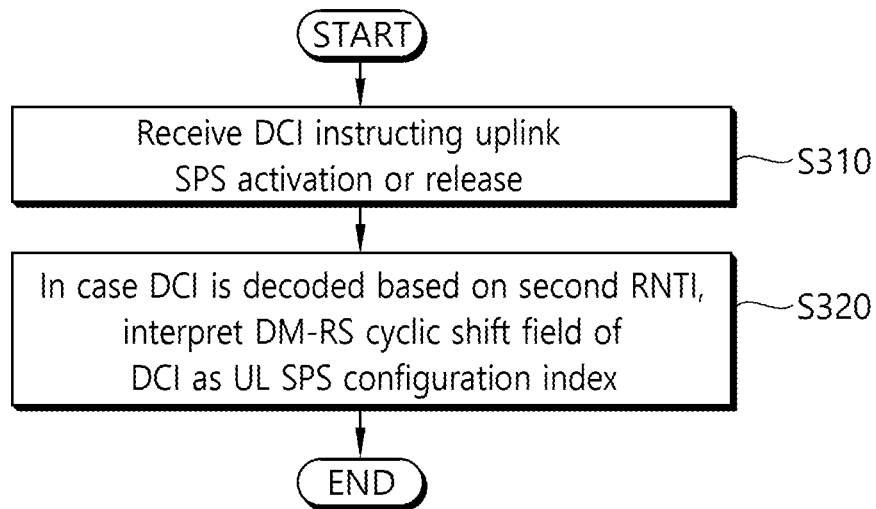 START
Receive DCI instructing uplink
SPS activation or release
S310
In case DCI is decoded based on second RNTI,
interpret DM-RS cyclic shift field of
DCI as UL SPS configuration index
S320
END